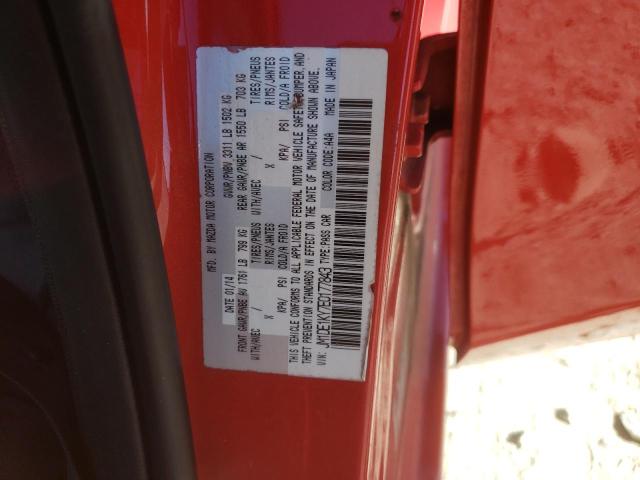 MFD. BY MAZDA MOTOR CORPORATION
DATE 01/14 GVWR/PNBV 3311 LB 1502 KG
FRONT GAWR/PNBE AV 1761 LB 799 KG REAR GAWR/PNBE AR 1550 LB 703 KG
WITH/AVEC / TIRES/PNEUS WITH/AVEC / TIRES/PNEUS
X RIMS/JANTES X RIMS/JANTES
KPA/ PSI COLD/A FROID KPA/ PSI COLD/A FROID
THIS VEHICLE CONFORMS TO ALL APPLICABLE FEDERAL MOTOR VEHICLE SAFETY, BUMPER, AND
THEFT PREVENTION STANDARDS IN EFFECT ON THE DATE OF MANUFACTURE SHOWN ABOVE.
VIN: JM1DE1KY7E0177843 TYPE:PASS CAR COLOR CODE:A4A MADE IN JAPAN